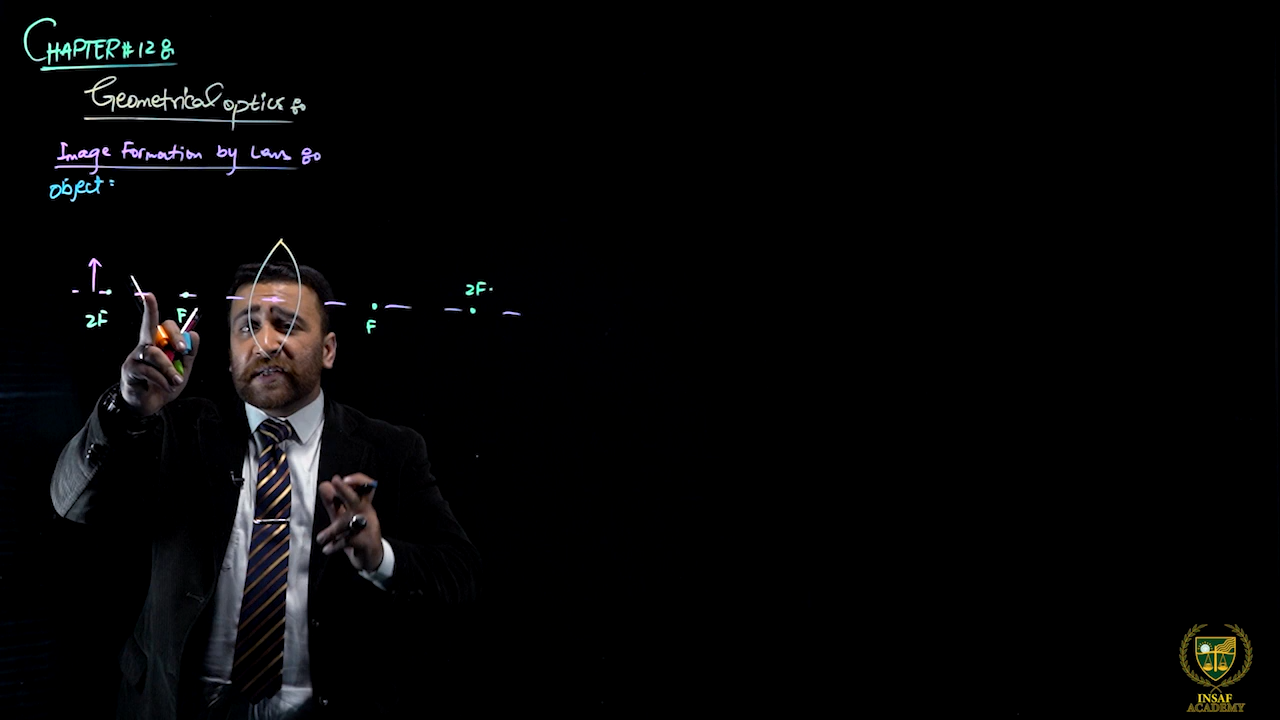 CHAPTER # 12 :
Geometrical optics :
Image Formation by Lens :
object :
2F
F
F
2F
INSAF
ACADEMY